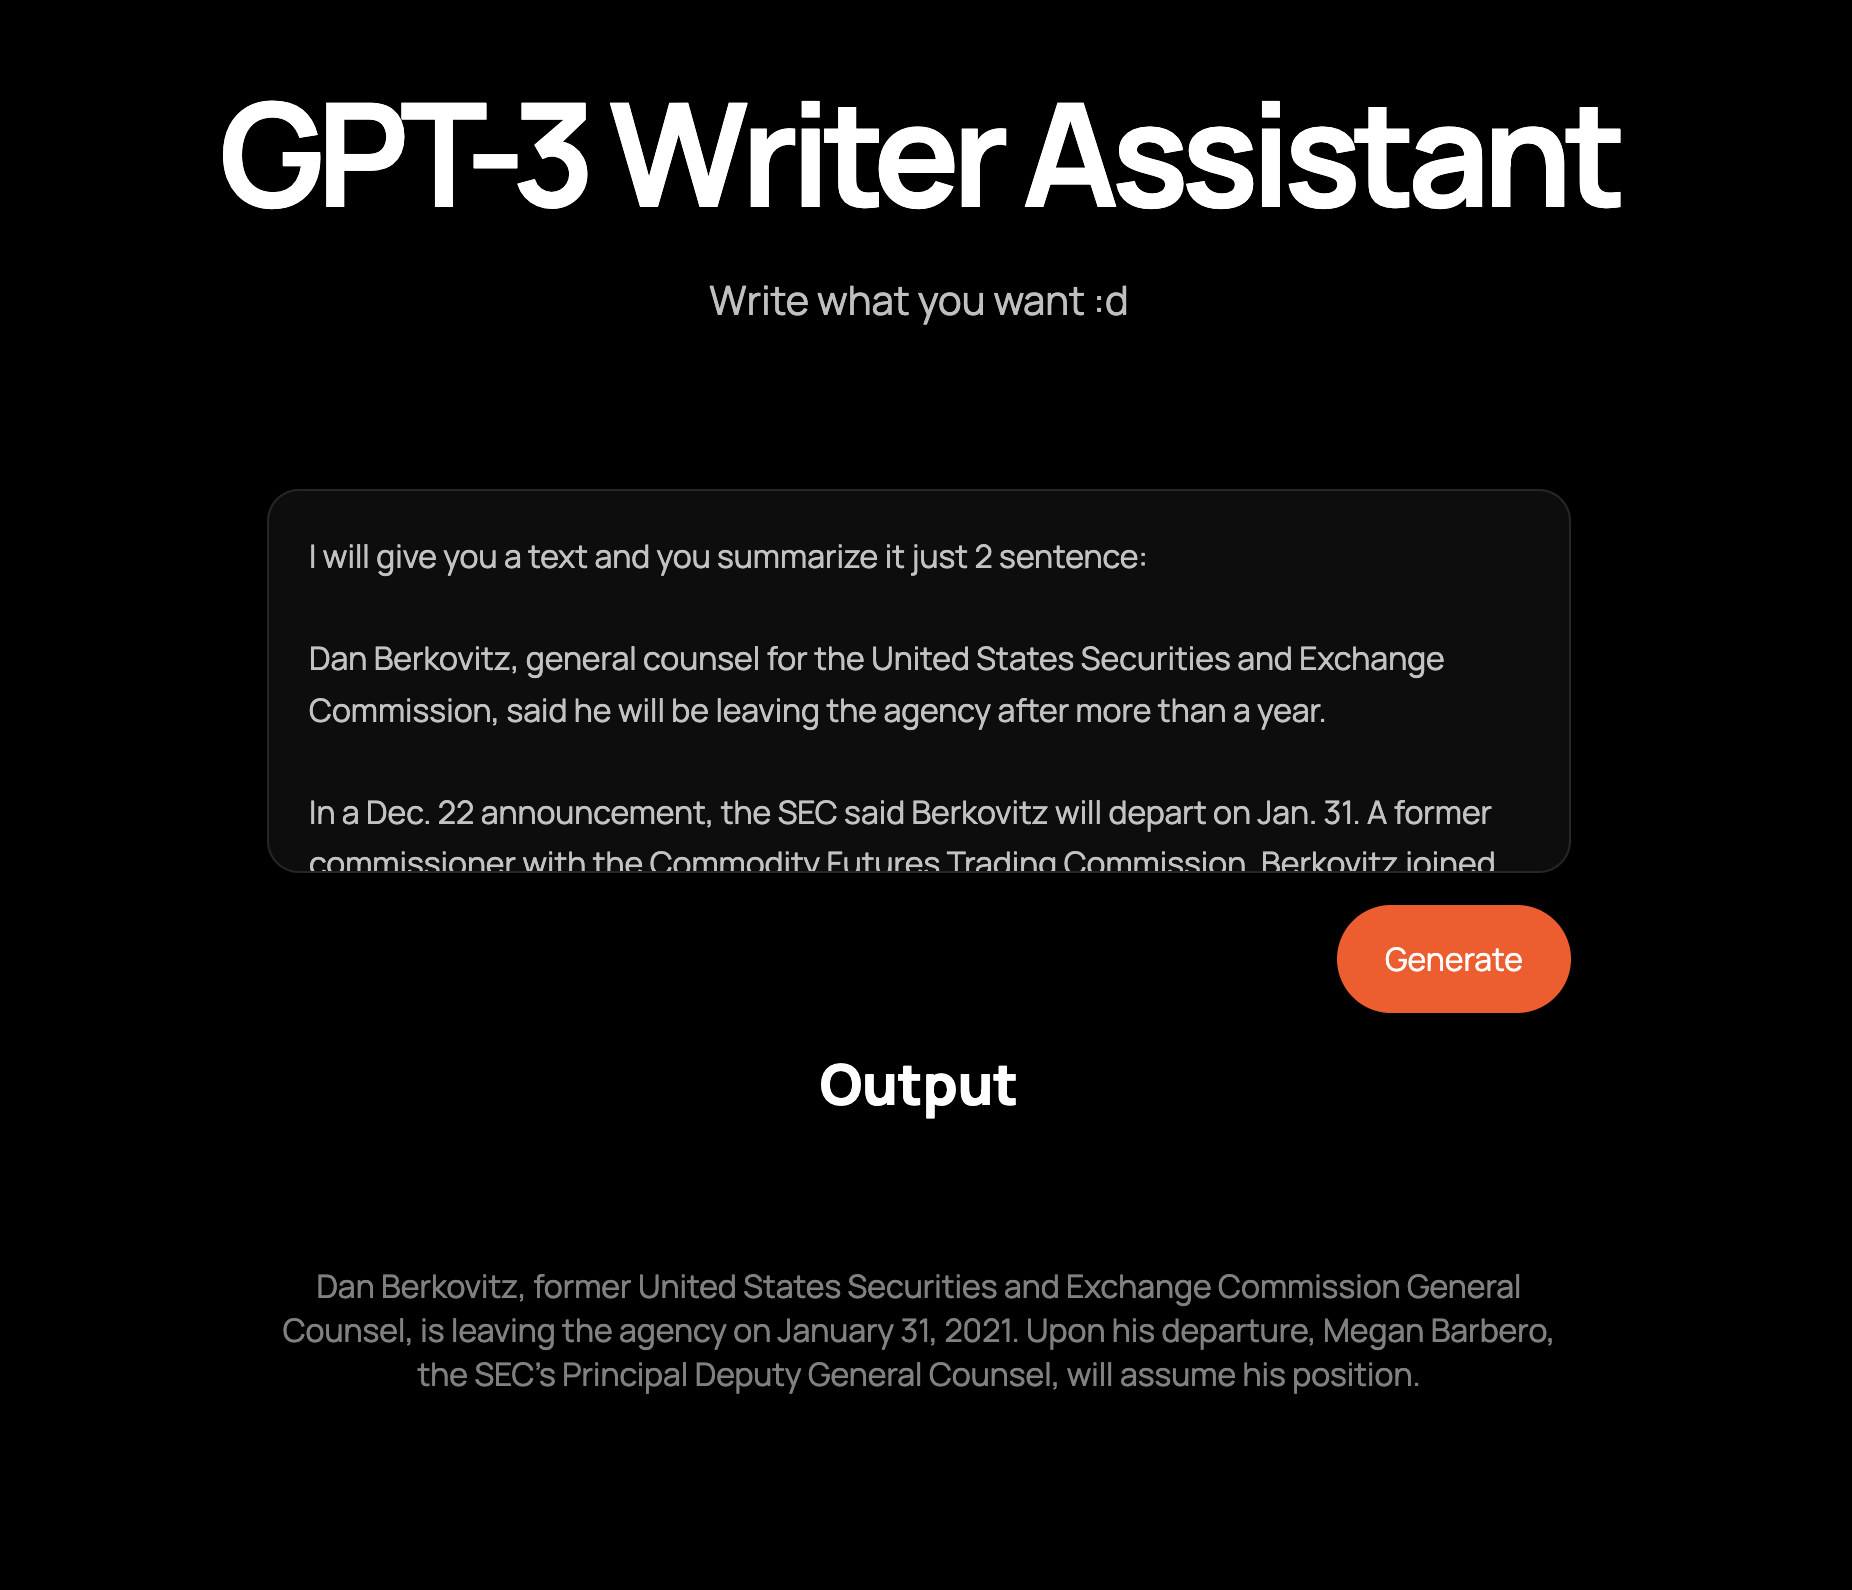 GPT-3 Writer Assistant
Write what you want :d
I will give you a text and you summarize it just 2 sentence:
Dan Berkovitz, general counsel for the United States Securities and Exchange
Commission, said he will be leaving the agency after more than a year.
In a Dec. 22 announcement, the SEC said Berkovitz will depart on Jan. 31. A former
commissioner with the Commodity Futures Trading Commission, Berkovitz joined
Generate
Output
Dan Berkovitz, former United States Securities and Exchange Commission General
Counsel, is leaving the agency on January 31, 2021. Upon his departure, Megan Barbero,
the SEC's Principal Deputy General Counsel, will assume his position.